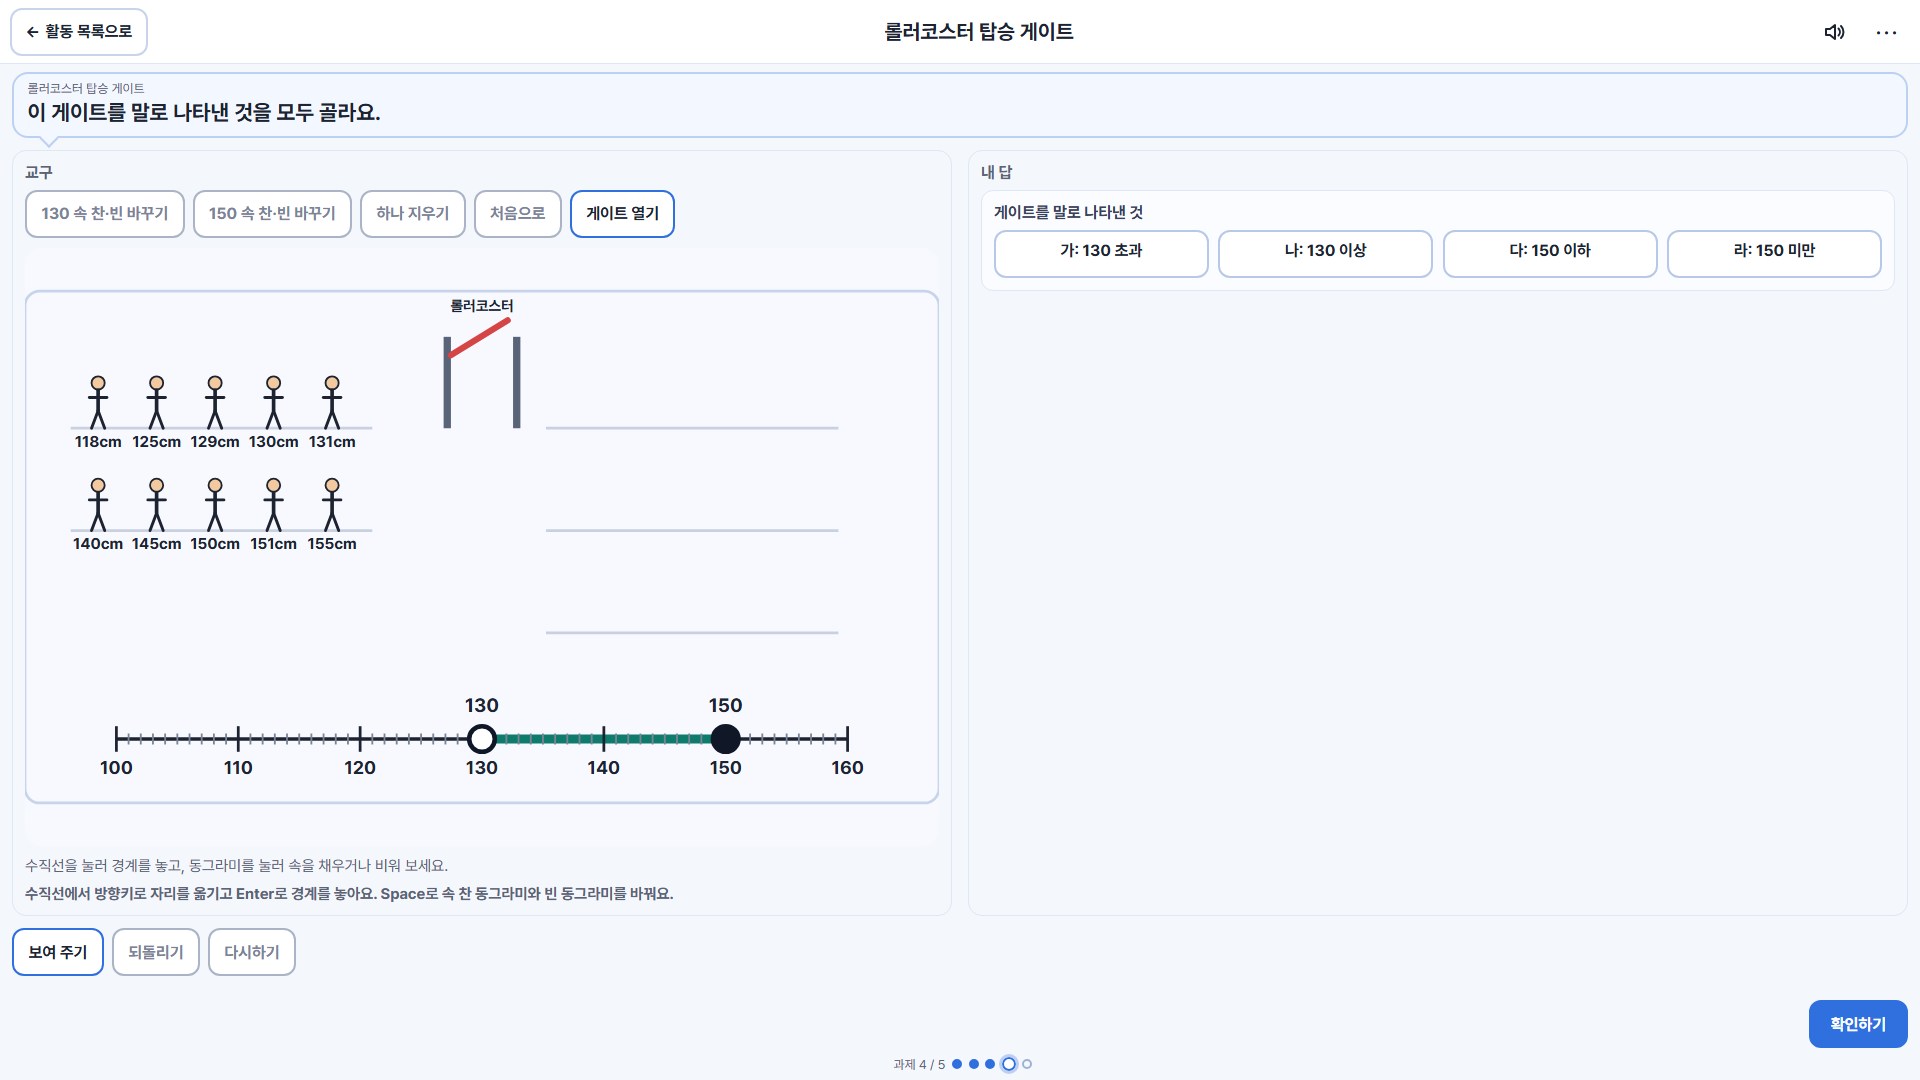 ← 활동 목록으로
롤러코스터 탑승 게이트
롤러코스터 탑승 게이트
이 게이트를 말로 나타낸 것을 모두 골라요.
교구
130 속 찬·빈 바꾸기
150 속 찬·빈 바꾸기
하나 지우기
처음으로
게이트 열기
롤러코스터
118cm 125cm 129cm 130cm 131cm
140cm 145cm 150cm 151cm 155cm
130 150
100 110 120 130 140 150 160
수직선을 눌러 경계를 놓고, 동그라미를 눌러 속을 채우거나 비워 보세요.
수직선에서 방향키로 자리를 옮기고 Enter로 경계를 놓아요. Space로 속 찬 동그라미와 빈 동그라미를 바꿔요.
내 답
게이트를 말로 나타낸 것
가: 130 초과
나: 130 이상
다: 150 이하
라: 150 미만
보여 주기
되돌리기
다시하기
확인하기
과제 4 / 5